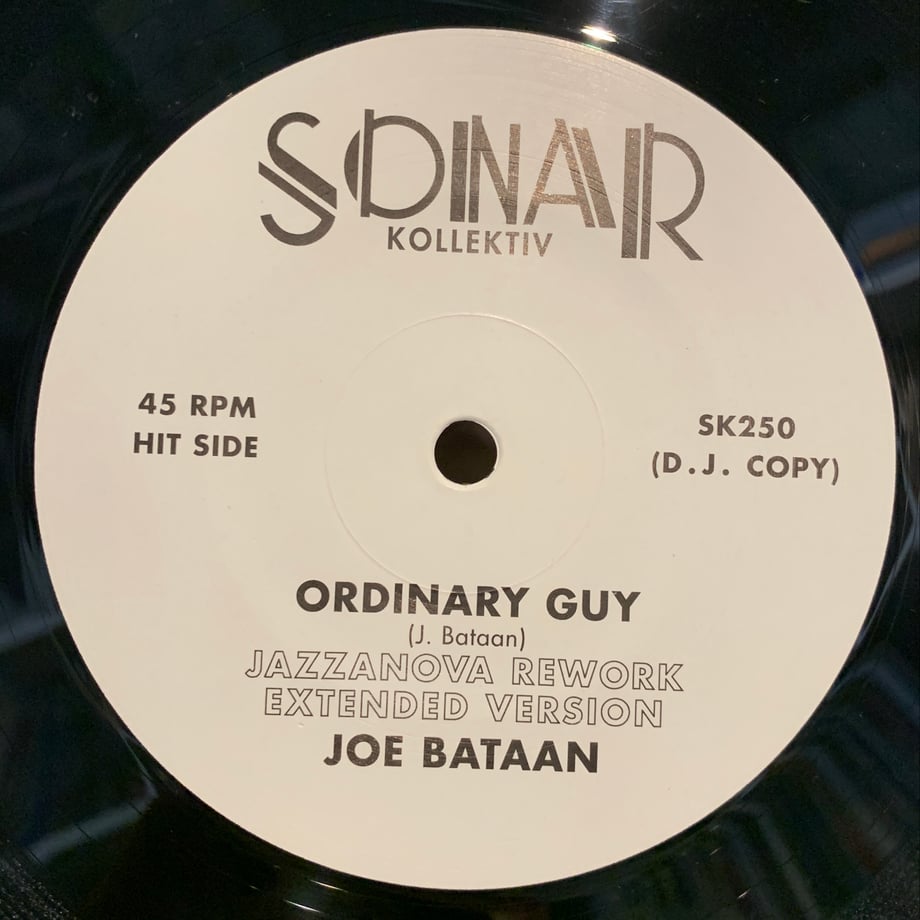 SONAR
KOLLEKTIV
45 RPM
HIT SIDE
SK250
(D.J. COPY)
ORDINARY GUY
(J. Bataan)
JAZZANOVA REWORK
EXTENDED VERSION
JOE BATAAN